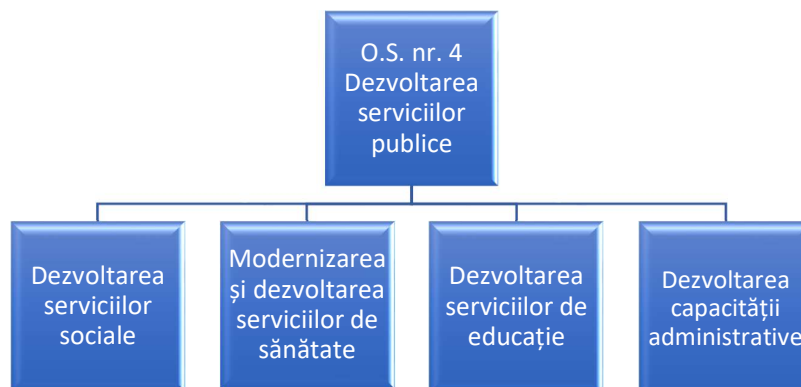 O.S. nr. 4
Dezvoltarea
serviciilor
publice
Dezvoltarea
serviciilor
sociale
Modernizarea
și dezvoltarea
serviciilor de
sănătate
Dezvoltarea
serviciilor de
educație
Dezvoltarea
capacității
administrative